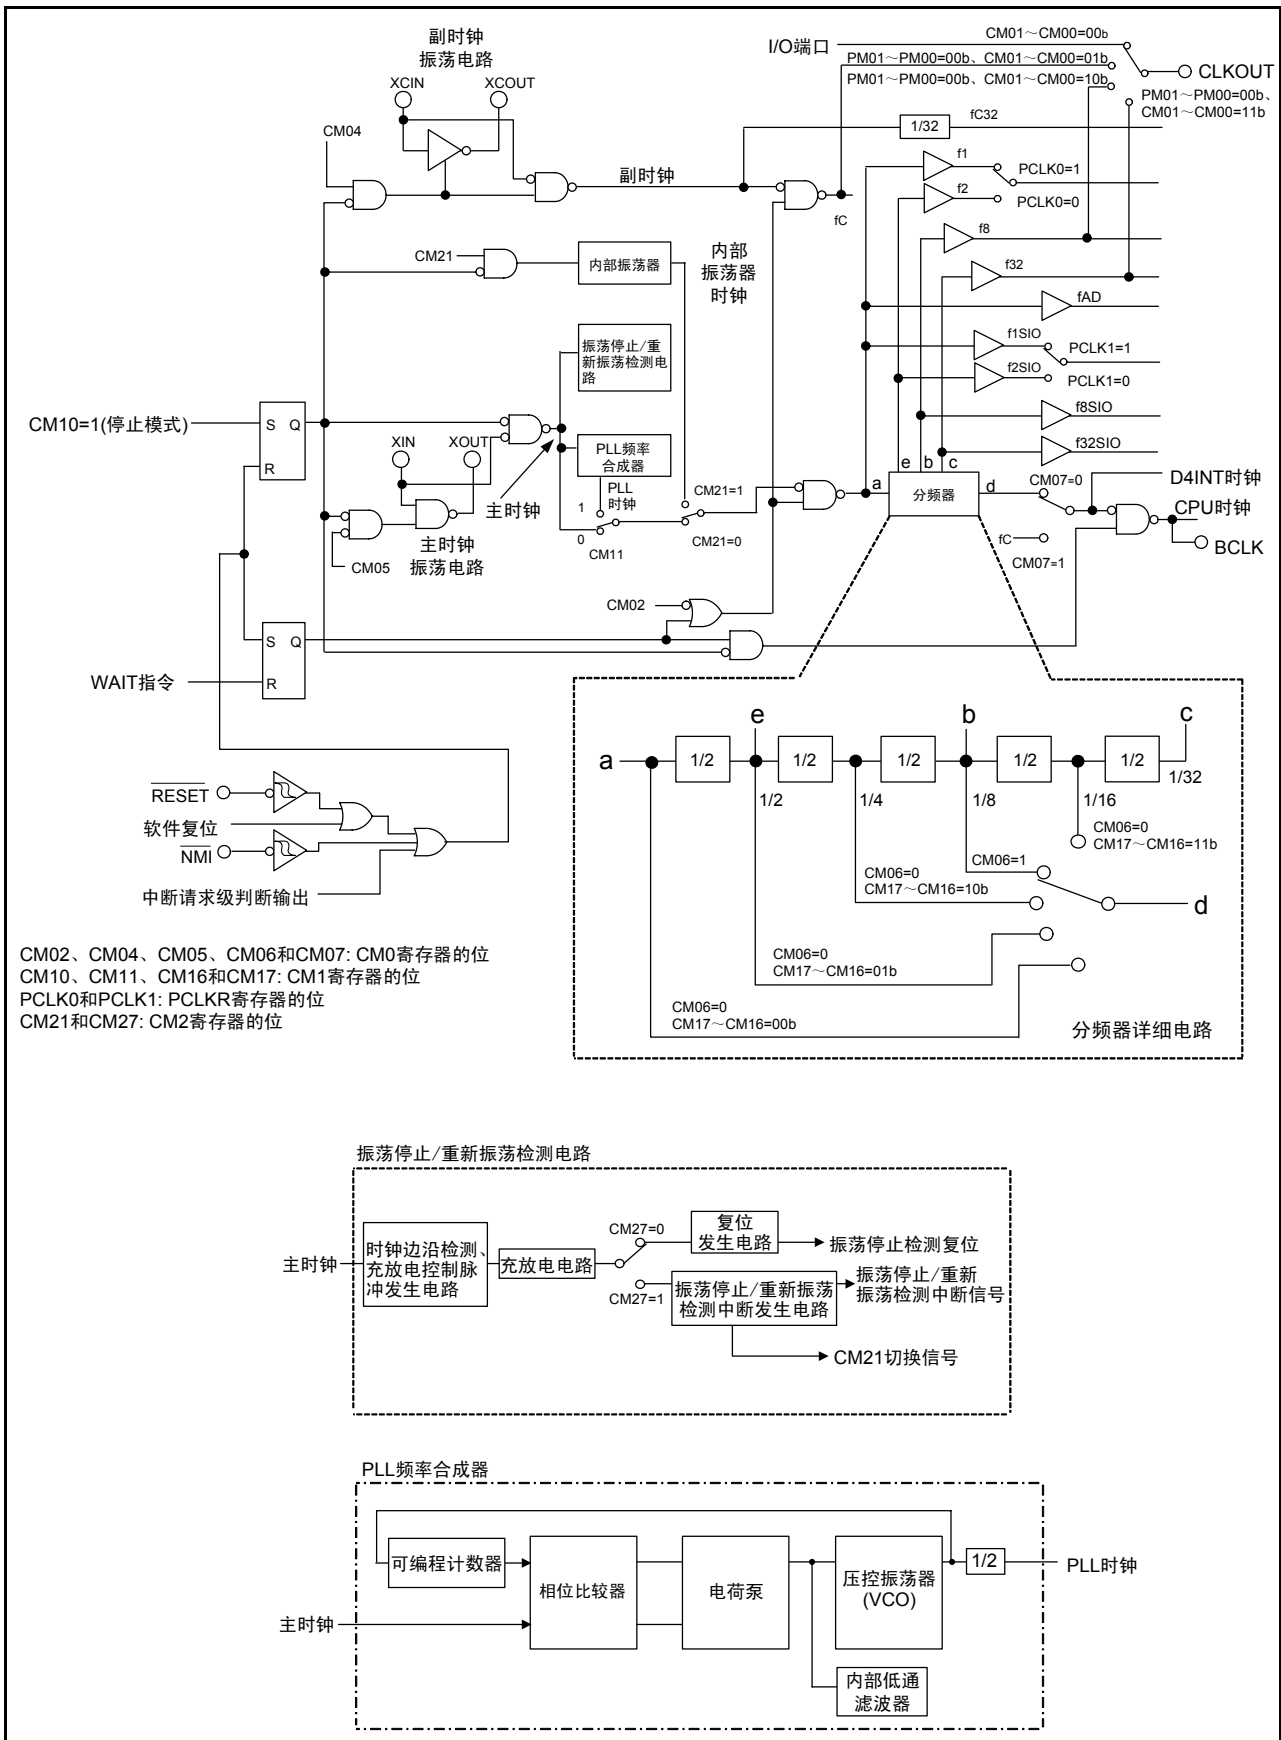 副时钟
振荡电路
XCIN
XCOUT
CM04
副时钟
I/O端口
CM01～CM00=00b
PM01～PM00=00b、CM01～CM00=01b
PM01～PM00=00b、CM01～CM00=10b
CLKOUT
PM01～PM00=00b、
CM01～CM00=11b
1/32
fC32
f1
PCLK0=1
f2
PCLK0=0
fC
f8
f32
fAD
f1SIO
PCLK1=1
f2SIO
PCLK1=0
f8SIO
f32SIO
CM21
内部振荡器
内部
振荡器
时钟
振荡停止/重
新振荡检测电
路
CM10=1(停止模式)
S
Q
R
XIN
XOUT
主时钟
PLL频率
合成器
PLL
时钟
1
0
CM11
CM21=1
CM21=0
主时钟
振荡电路
CM05
a
e
b
c
分频器
d
CM07=0
fC
CM07=1
D4INT时钟
CPU时钟
BCLK
CM02
S
Q
R
WAIT指令
RESET
软件复位
NMI
中断请求级判断输出
a
1/2
e
1/2
1/2
b
1/2
1/2
c
1/2
1/4
1/8
1/16
1/32
CM06=0
CM17～CM16=11b
CM06=1
CM06=0
CM17～CM16=10b
d
CM06=0
CM17～CM16=01b
CM06=0
CM17～CM16=00b
分频器详细电路
CM02、CM04、CM05、CM06和CM07: CM0寄存器的位
CM10、CM11、CM16和CM17: CM1寄存器的位
PCLK0和PCLK1: PCLKR寄存器的位
CM21和CM27: CM2寄存器的位
振荡停止/重新振荡检测电路
主时钟
时钟边沿检测、
充放电控制脉
冲发生电路
充放电电路
CM27=0
复位
发生电路
振荡停止检测复位
CM27=1
振荡停止/重新振荡
检测中断发生电路
振荡停止/重新
振荡检测中断信号
CM21切换信号
PLL频率合成器
可编程计数器
主时钟
相位比较器
电荷泵
压控振荡器
(VCO)
1/2
PLL时钟
内部低通
滤波器